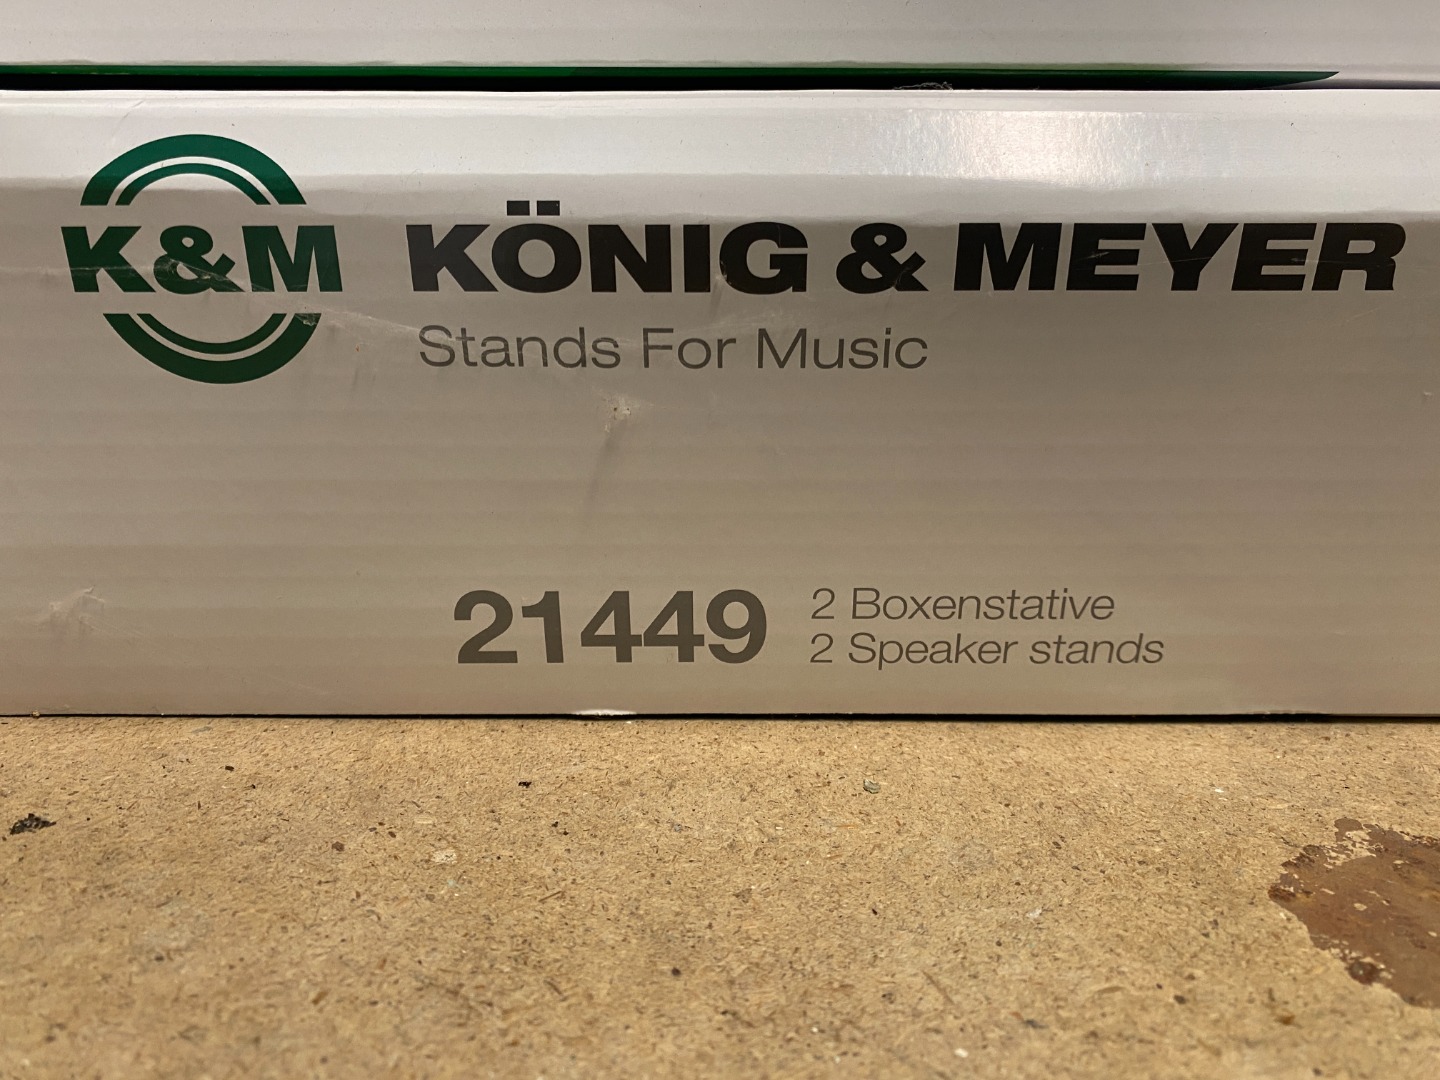 K&M KÖNIG & MEYER
Stands For Music
21449 2 Boxenstative
2 Speaker stands